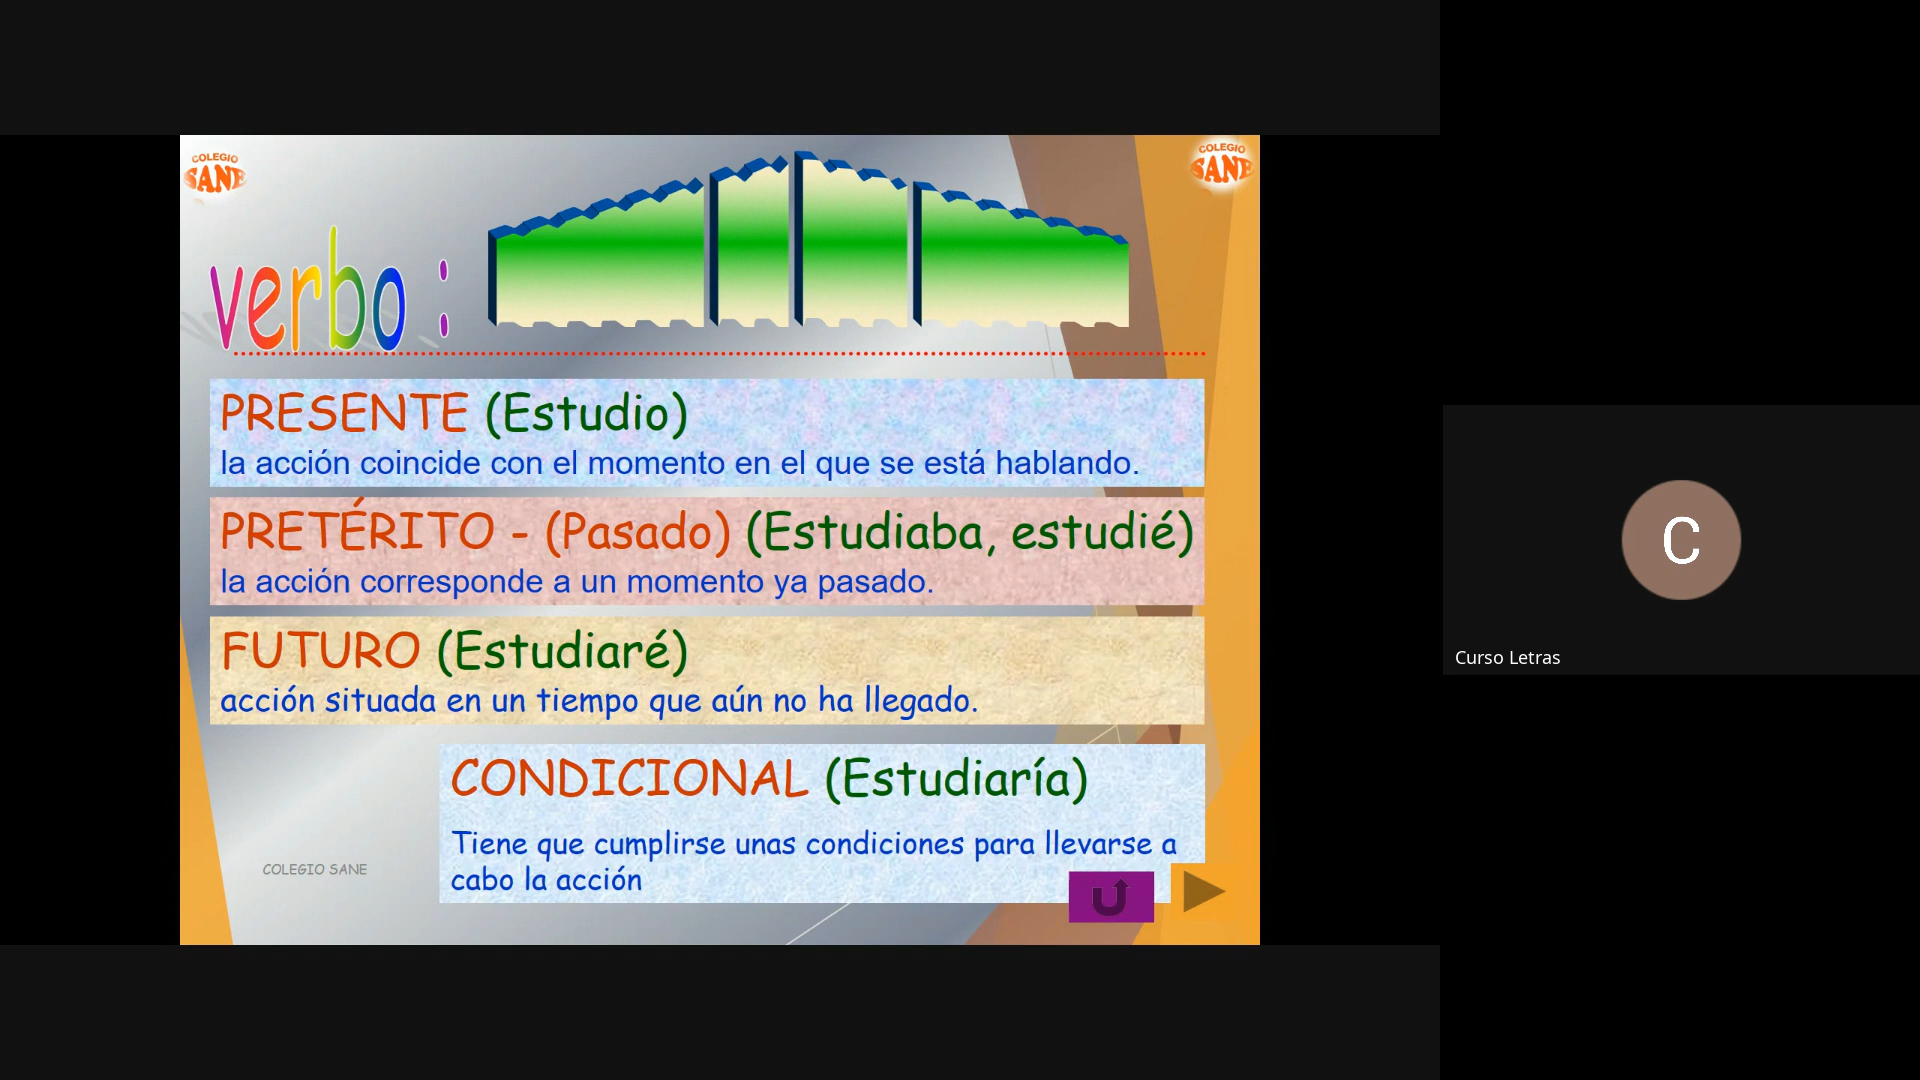 COLEGIO
SANE
COLEGIO
SANE
verbo :
PRESENTE (Estudio)
la acción coincide con el momento en el que se está hablando.
PRETÉRITO - (Pasado) (Estudiaba, estudié)
la acción corresponde a un momento ya pasado.
FUTURO (Estudiaré)
acción situada en un tiempo que aún no ha llegado.
CONDICIONAL (Estudiaría)
Tiene que cumplirse unas condiciones para llevarse a
cabo la acción
COLEGIO SANE
C
Curso Letras